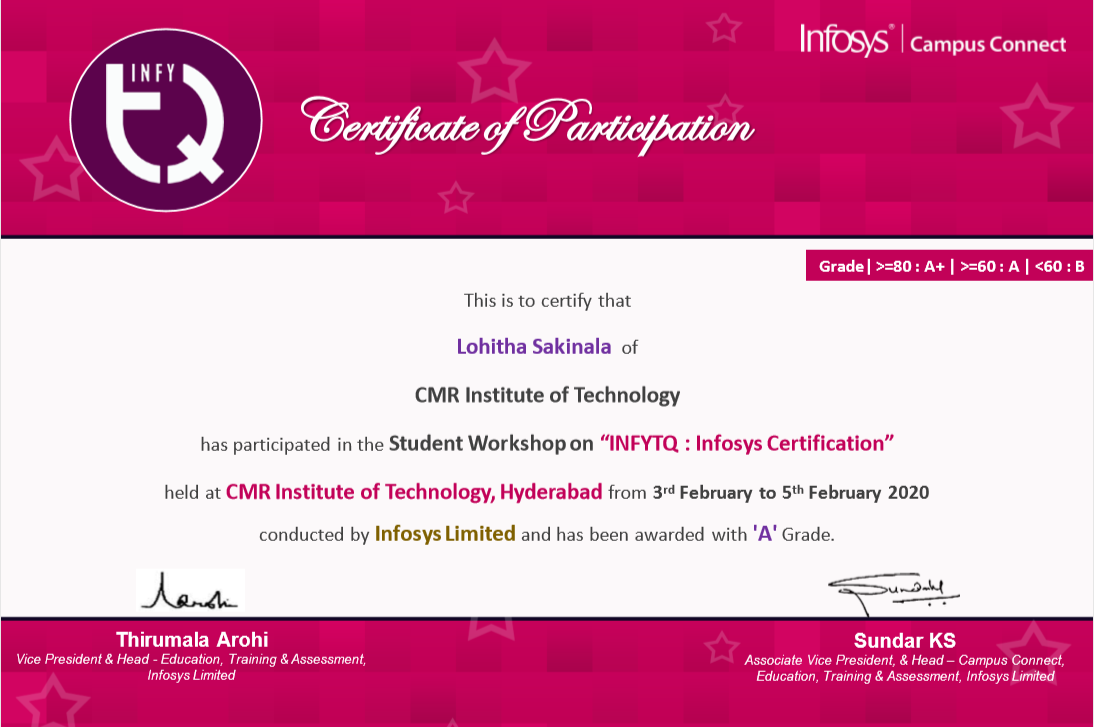 INFY
TQ
Infosys® | Campus Connect
Certificate of Participation
Grade| >=80 : A+ | >=60 : A | <60 : B
This is to certify that
Lohitha Sakinala of
CMR Institute of Technology
has participated in the Student Workshop on “INFYTQ : Infosys Certification”
held at CMR Institute of Technology, Hyderabad from 3rd February to 5th February 2020
conducted by Infosys Limited and has been awarded with 'A' Grade.
Thirumala Arohi
Vice President & Head - Education, Training & Assessment,
Infosys Limited
Sundar KS
Associate Vice President, & Head – Campus Connect,
Education, Training & Assessment, Infosys Limited